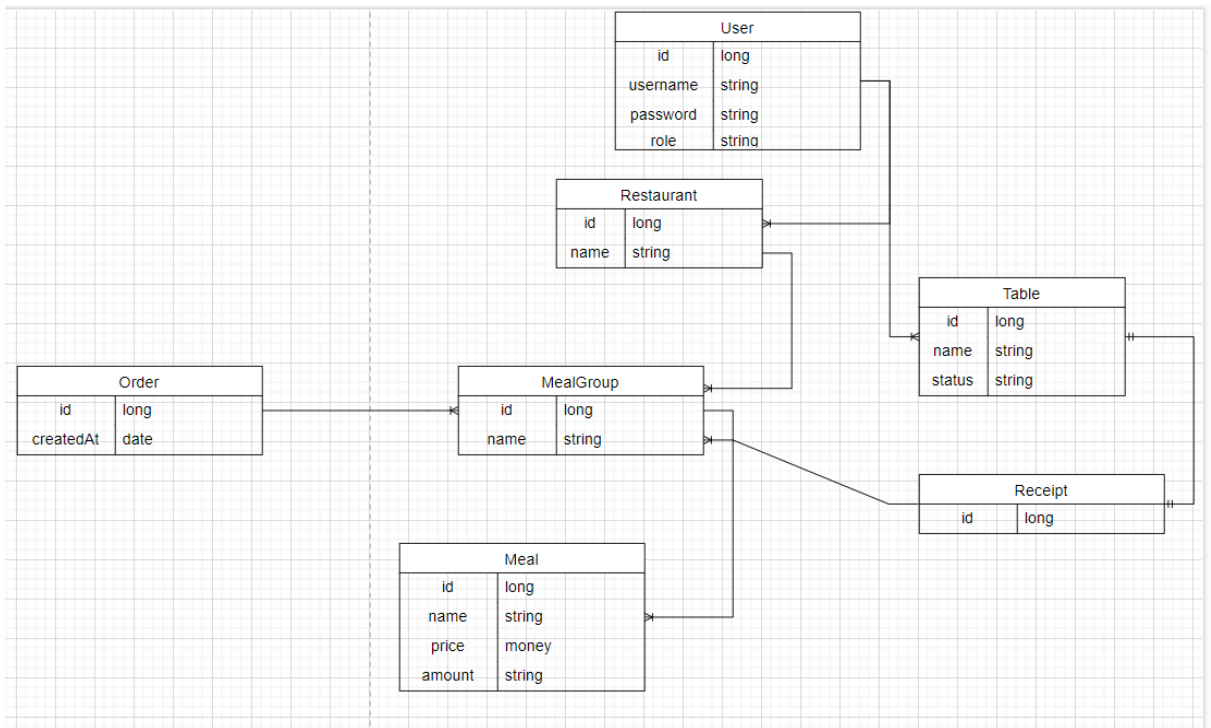 User
id long
username string
password string
role string
Restaurant
id long
name string
Table
id long
name string
status string
Order
id long
createdAt date
MealGroup
id long
name string
Receipt
id long
Meal
id long
name string
price money
amount string